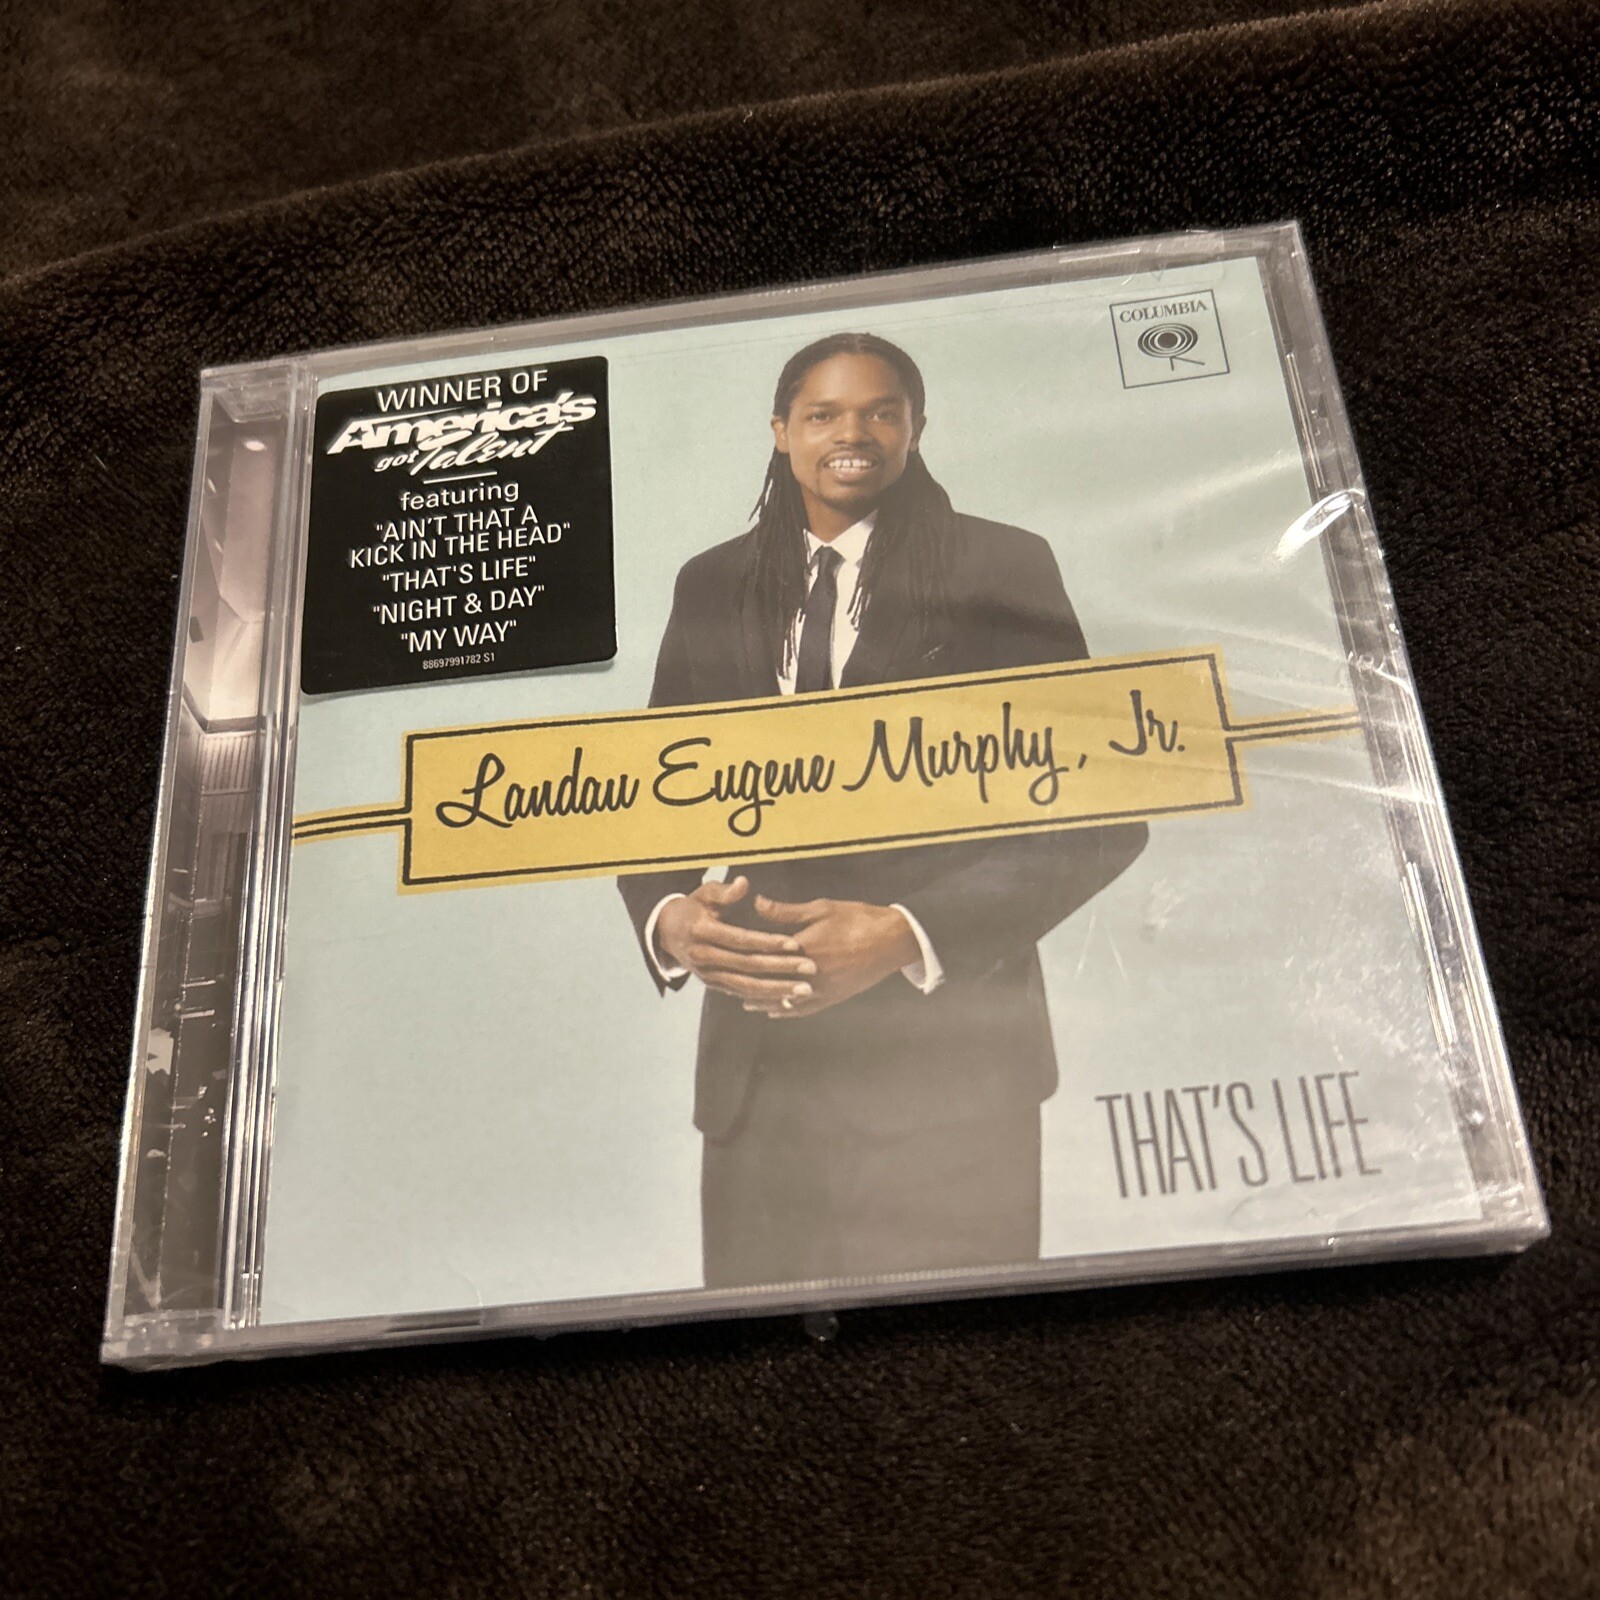 WINNER OF
America's
got Talent
featuring
"AIN'T THAT A
KICK IN THE HEAD"
"THAT'S LIFE"
"NIGHT & DAY"
"MY WAY"
88697991782 S1
COLUMBIA
Landau Eugene Murphy, Jr.
THAT'S LIFE